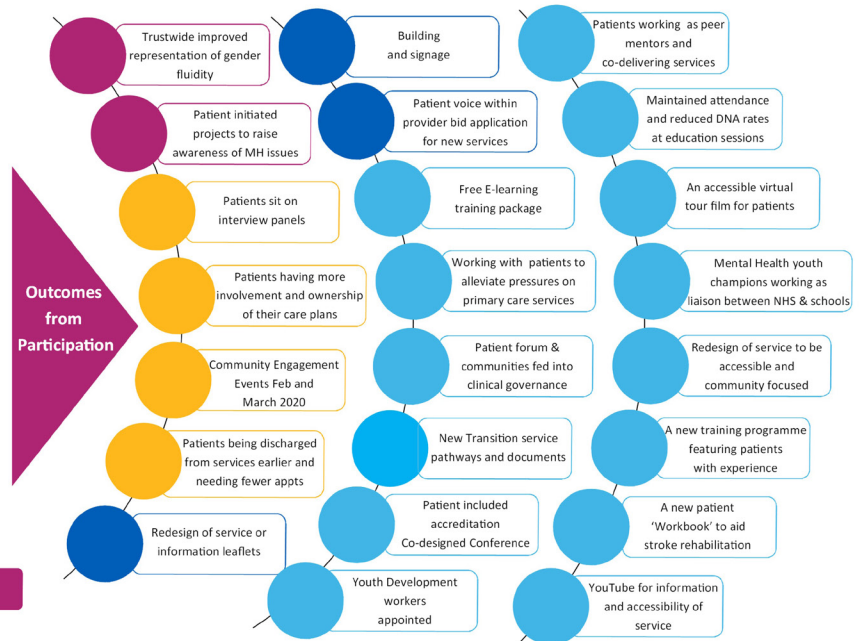 Outcomes
from
Participation
Trustwide improved
representation of gender
fluidity
Patient initiated
projects to raise
awareness of MH issues
Patients sit on
interview panels
Patients having more
involvement and ownership
of their care plans
Community Engagement
Events Feb and
March 2020
Patients being discharged
from services earlier and
needing fewer appts
Redesign of service or
information leaflets
Building
and signage
Patient voice within
provider bid application
for new services
Free E-learning
training package
Working with patients to
alleviate pressures on
primary care services
Patient forum &
communities fed into
clinical governance
New Transition service
pathways and documents
Patient included
accreditation
Co-designed Conference
Youth Development
workers
appointed
Patients working as peer
mentors and
co-delivering services
Maintained attendance
and reduced DNA rates
at education sessions
An accessible virtual
tour film for patients
Mental Health youth
champions working as
liaison between NHS & schools
Redesign of service to be
accessible and
community focused
A new training programme
featuring patients
with experience
A new patient
‘Workbook’ to aid
stroke rehabilitation
YouTube for information
and accessibility of
service